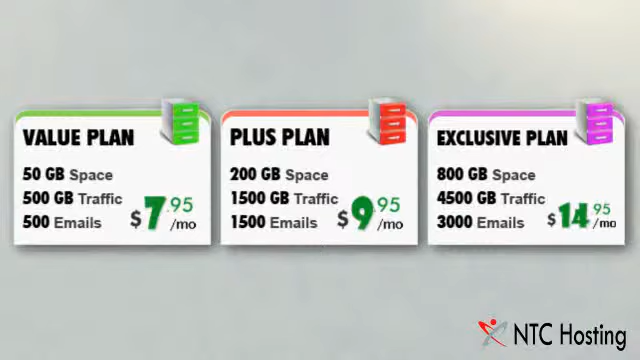 VALUE PLAN
50 GB Space
500 GB Traffic
500 Emails
$7.95/mo
PLUS PLAN
200 GB Space
1500 GB Traffic
1500 Emails
$9.95/mo
EXCLUSIVE PLAN
800 GB Space
4500 GB Traffic
3000 Emails
$14.95/mo
NTC Hosting